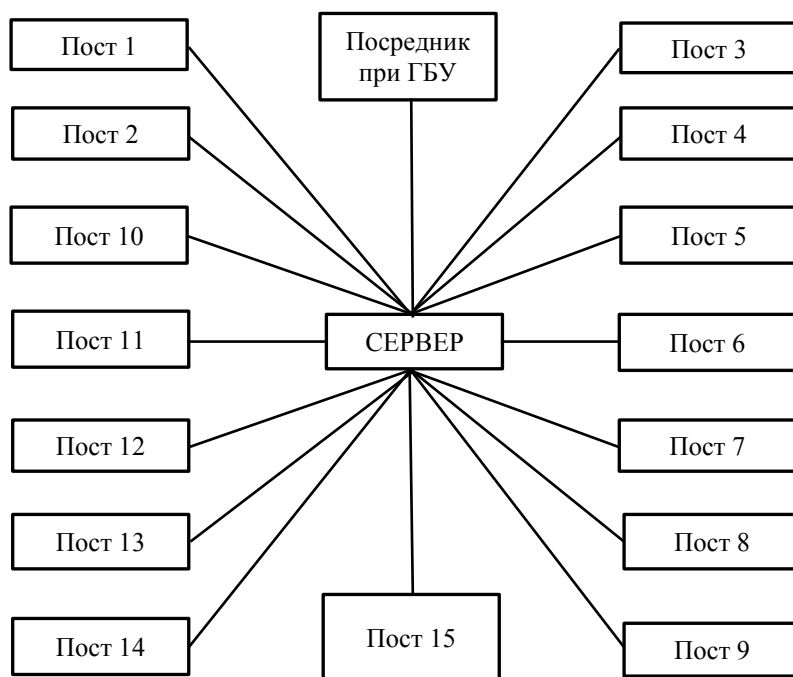 Пост 1
Посредник
при ГБУ
Пост 3
Пост 2
Пост 4
Пост 10
Пост 5
Пост 11
СЕРВЕР
Пост 6
Пост 12
Пост 7
Пост 13
Пост 8
Пост 14
Пост 15
Пост 9